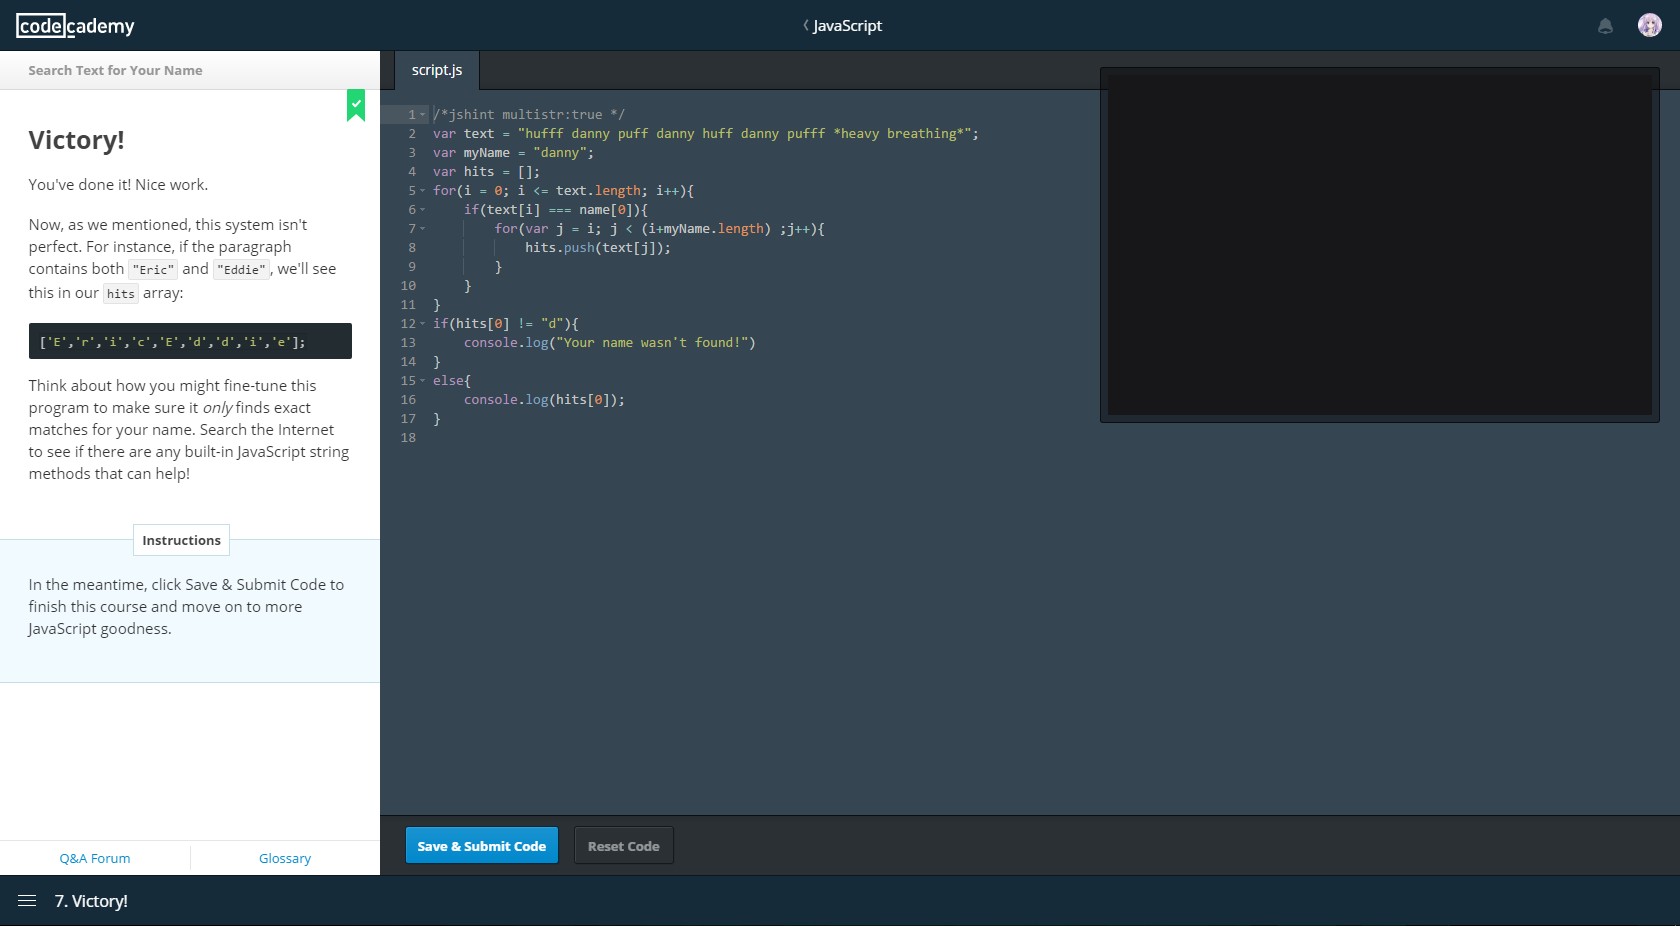 codecademy
JavaScript
Search Text for Your Name
Victory!
You've done it! Nice work.
Now, as we mentioned, this system isn't
perfect. For instance, if the paragraph
contains both "Eric" and "Eddie", we'll see
this in our hits array:
['E','r','i','c','E','d','d','i','e'];
Think about how you might fine-tune this
program to make sure it only finds exact
matches for your name. Search the Internet
to see if there are any built-in JavaScript string
methods that can help!
Instructions
In the meantime, click Save & Submit Code to
finish this course and move on to more
JavaScript goodness.
Q&A Forum
Glossary
script.js
1 /*jshint multistr:true */
2 var text = "hufff danny puff danny huff danny pufff *heavy breathing*";
3 var myName = "danny";
4 var hits = [];
5 for(i = 0; i <= text.length; i++){
6     if(text[i] === name[0]){
7         for(var j = i; j < (i+myName.length) ;j++){
8             hits.push(text[j]);
9         }
10     }
11 }
12 if(hits[0] != "d"){
13     console.log("Your name wasn't found!")
14 }
15 else{
16     console.log(hits[0]);
17 }
18
Save & Submit Code
Reset Code
7. Victory!